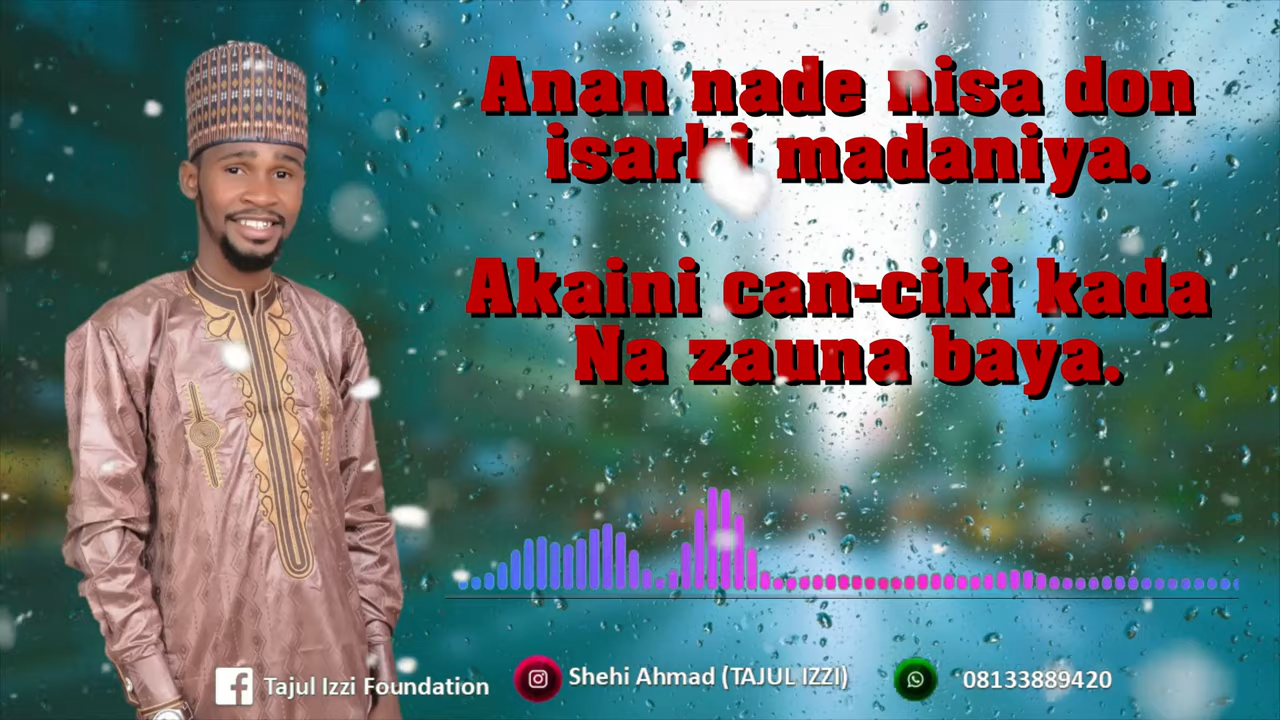 Anan nade nisa don
isarki madaniya.
Akaini can-ciki kada
Na zauna baya.
Tajul Izzi Foundation
Shehi Ahmad (TAJUL IZZI)
08133889420